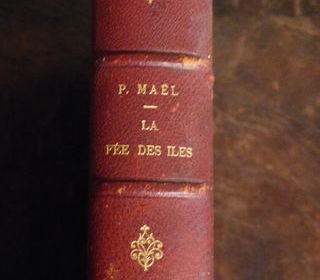 P. MAËL
LA
FÉE DES ILES